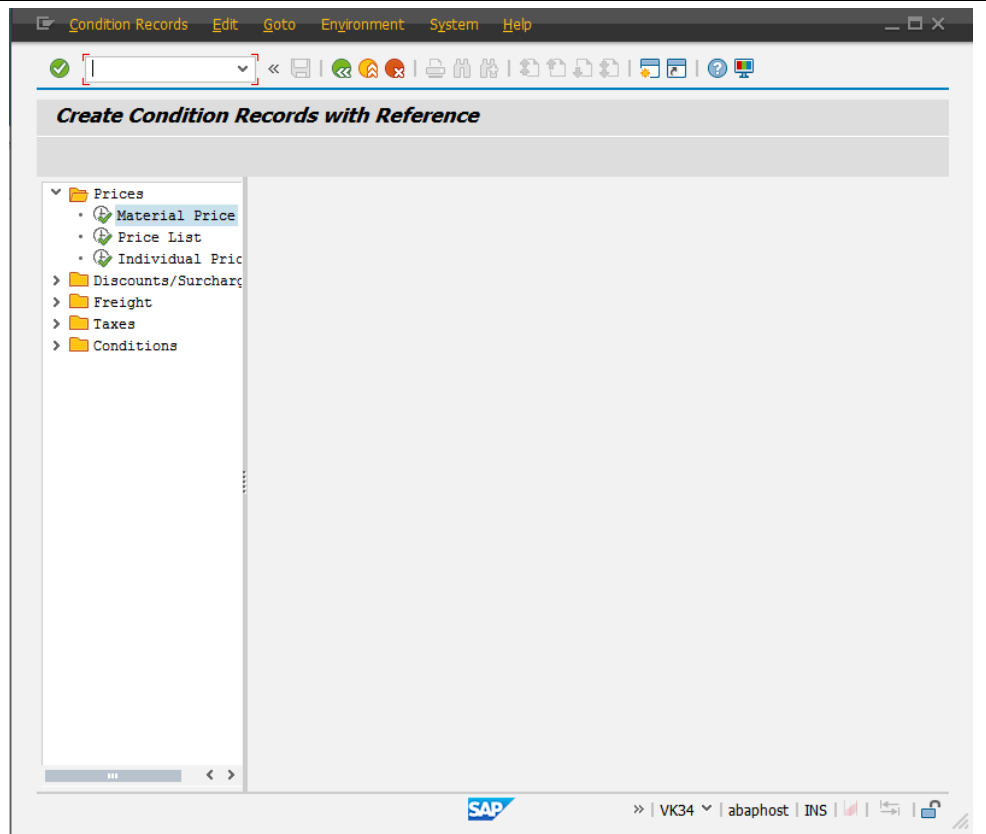 Condition Records Edit Goto Environment System Help
Create Condition Records with Reference
Prices
Material Price
Price List
Individual Pric
Discounts/Surcharg
Freight
Taxes
Conditions
SAP » | VK34 | abaphost | INS